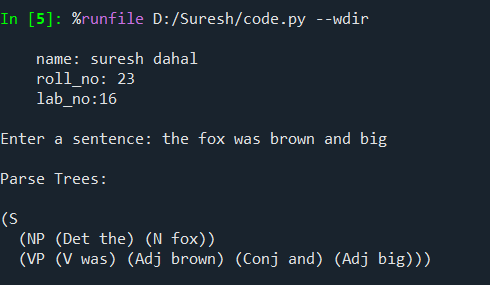 In [5]: %runfile D:/Suresh/code.py --wdir
name: suresh dahal
roll_no: 23
lab_no:16
Enter a sentence: the fox was brown and big
Parse Trees:
(S
(NP (Det the) (N fox))
(VP (V was) (Adj brown) (Conj and) (Adj big)))